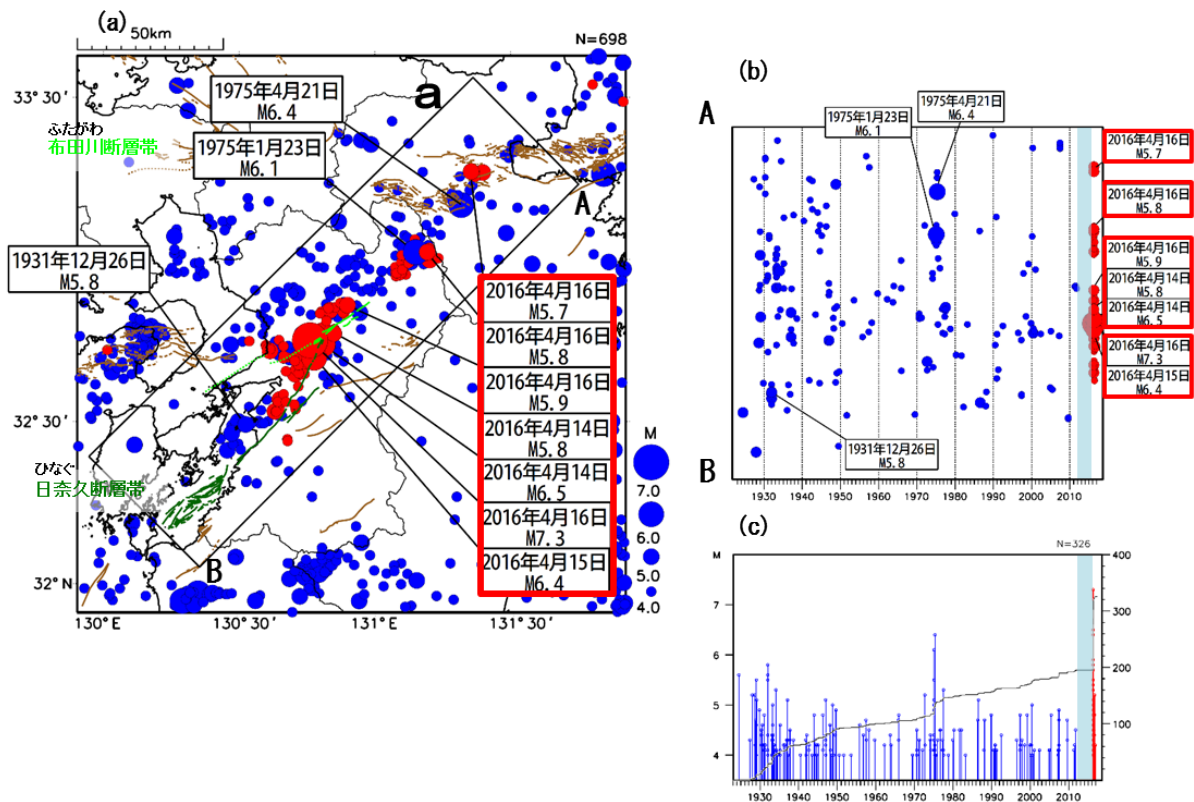 (a)
50km
N=698
33°30′
32°30′
32°N
130°E
130°30′
131°E
131°30′
ふたがわ
布田川断層帯
ひなぐ
日奈久断層帯
1975年4月21日
M6.4
1975年1月23日
M6.1
1931年12月26日
M5.8
a
A
B
2016年4月16日
M5.7
2016年4月16日
M5.8
2016年4月16日
M5.9
2016年4月14日
M5.8
2016年4月14日
M6.5
2016年4月16日
M7.3
2016年4月15日
M6.4
M
7.0
6.0
5.0
4.0
(b)
A
B
1975年4月21日
M6.4
1975年1月23日
M6.1
1931年12月26日
M5.8
2016年4月16日
M5.7
2016年4月16日
M5.8
2016年4月16日
M5.9
2016年4月14日
M5.8
2016年4月14日
M6.5
2016年4月16日
M7.3
2016年4月15日
M6.4
1930 1940 1950 1960 1970 1980 1990 2000 2010
(c)
N=326
M
7
6
5
4
400
300
200
100
1930 1940 1950 1960 1970 1980 1990 2000 2010